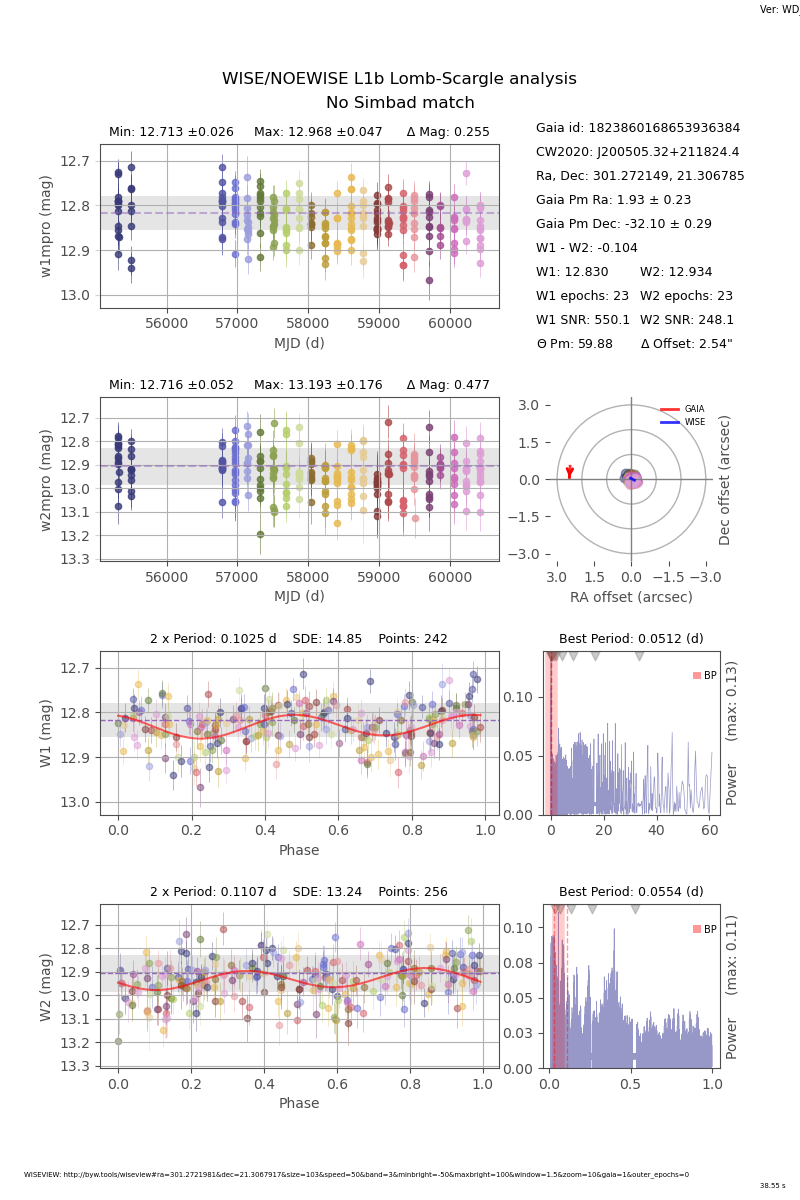 Ver: WD_
WISE/NOEWISE L1b Lomb-Scargle analysis
No Simbad match
Min: 12.713 ±0.026 Max: 12.968 ±0.047 Δ Mag: 0.255
12.7
12.8
12.9
13.0
w1mpro (mag)
56000 57000 58000 59000 60000
MJD (d)
Gaia id: 1823860168653936384
CW2020: J200505.32+211824.4
Ra, Dec: 301.272149, 21.306785
Gaia Pm Ra: 1.93 ± 0.23
Gaia Pm Dec: -32.10 ± 0.29
W1 - W2: -0.104
W1: 12.830 W2: 12.934
W1 epochs: 23 W2 epochs: 23
W1 SNR: 550.1 W2 SNR: 248.1
Θ Pm: 59.88 Δ Offset: 2.54"
Min: 12.716 ±0.052 Max: 13.193 ±0.176 Δ Mag: 0.477
12.7
12.8
12.9
13.0
13.1
13.2
13.3
w2mpro (mag)
56000 57000 58000 59000 60000
MJD (d)
GAIA
WISE
3.0
1.5
0.0
−1.5
−3.0
Dec offset (arcsec)
3.0 1.5 0.0 −1.5 −3.0
RA offset (arcsec)
2 x Period: 0.1025 d SDE: 14.85 Points: 242
12.7
12.8
12.9
13.0
W1 (mag)
0.0 0.2 0.4 0.6 0.8 1.0
Phase
Best Period: 0.0512 (d)
BP
0.10
0.05
0.00
Power (max: 0.13)
0 20 40 60
2 x Period: 0.1107 d SDE: 13.24 Points: 256
12.7
12.8
12.9
13.0
13.1
13.2
13.3
W2 (mag)
0.0 0.2 0.4 0.6 0.8 1.0
Phase
Best Period: 0.0554 (d)
BP
0.10
0.08
0.05
0.03
0.00
Power (max: 0.11)
0.0 0.5 1.0
WISEVIEW: http://byw.tools/wiseview#ra=301.2721981&dec=21.3067917&size=103&speed=50&band=3&minbright=-50&maxbright=100&window=1.5&zoom=10&gaia=1&outer_epochs=0
38.55 s